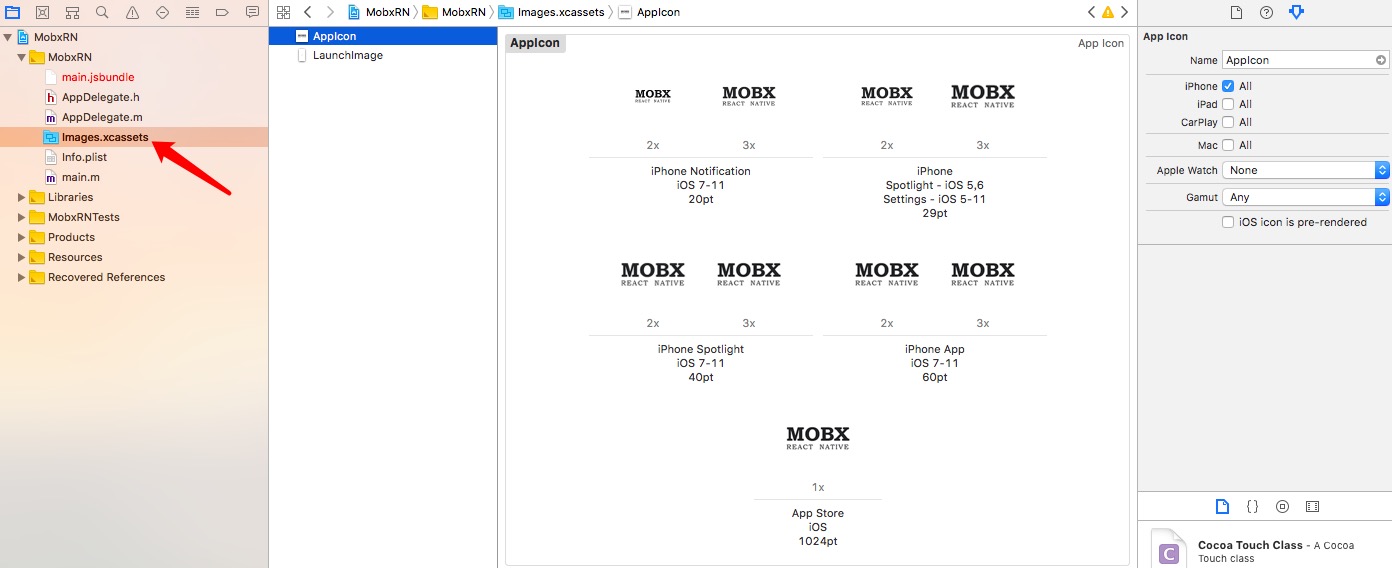 MobxRN
MobxRN
main.jsbundle
AppDelegate.h
AppDelegate.m
Images.xcassets
Info.plist
main.m
Libraries
MobxRNTests
Products
Resources
Recovered References
MobxRN MobxRN Images.xcassets AppIcon
AppIcon
LaunchImage
AppIcon App Icon
MOBX MOBX MOBX MOBX
REACT NATIVE REACT NATIVE REACT NATIVE REACT NATIVE
2x 3x 2x 3x
iPhone Notification
iOS 7-11
20pt
iPhone
Spotlight - iOS 5,6
Settings - iOS 5-11
29pt
MOBX MOBX MOBX MOBX
REACT NATIVE REACT NATIVE REACT NATIVE REACT NATIVE
2x 3x 2x 3x
iPhone Spotlight
iOS 7-11
40pt
iPhone App
iOS 7-11
60pt
MOBX
REACT NATIVE
1x
App Store
iOS
1024pt
App Icon
Name AppIcon
iPhone All
iPad All
CarPlay All
Mac All
Apple Watch None
Gamut Any
iOS icon is pre-rendered
C
Cocoa Touch Class - A Cocoa
Touch class